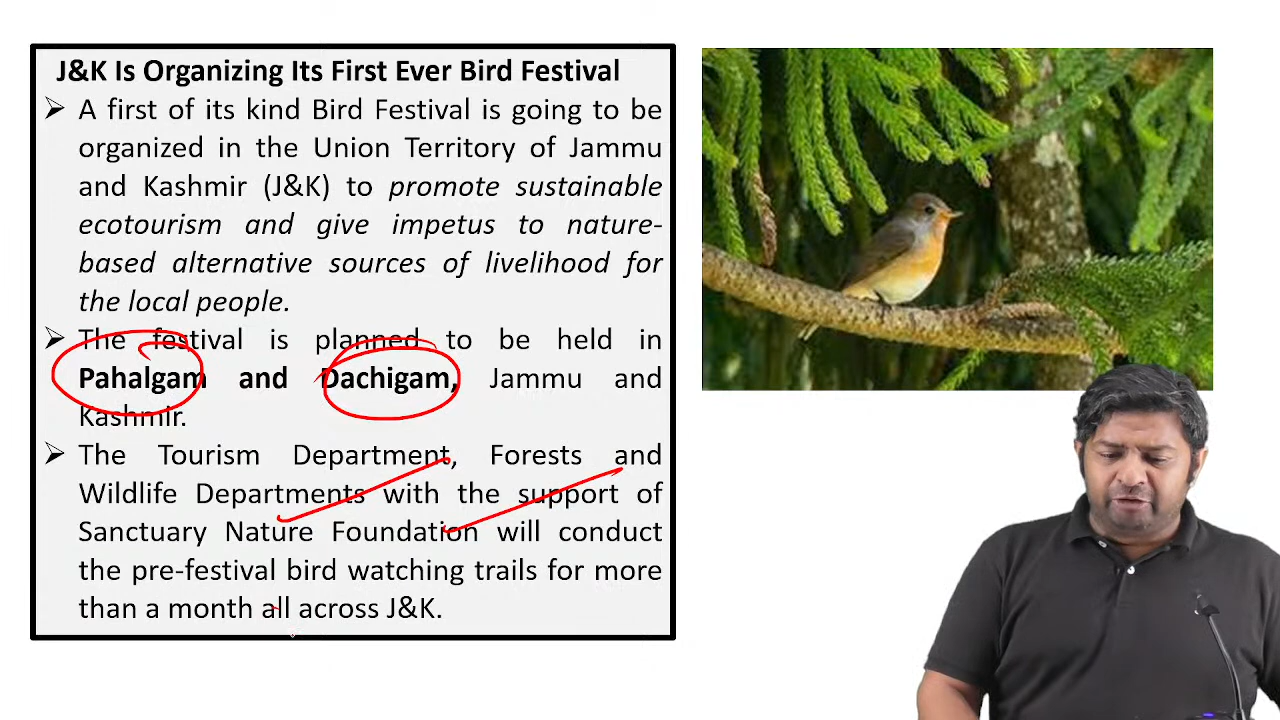 J&K Is Organizing Its First Ever Bird Festival
➢ A first of its kind Bird Festival is going to be
organized in the Union Territory of Jammu
and Kashmir (J&K) to promote sustainable
ecotourism and give impetus to nature-
based alternative sources of livelihood for
the local people.
➢ The festival is planned to be held in
Pahalgam and Dachigam, Jammu and
Kashmir.
➢ The Tourism Department, Forests and
Wildlife Departments with the support of
Sanctuary Nature Foundation will conduct
the pre-festival bird watching trails for more
than a month all across J&K.